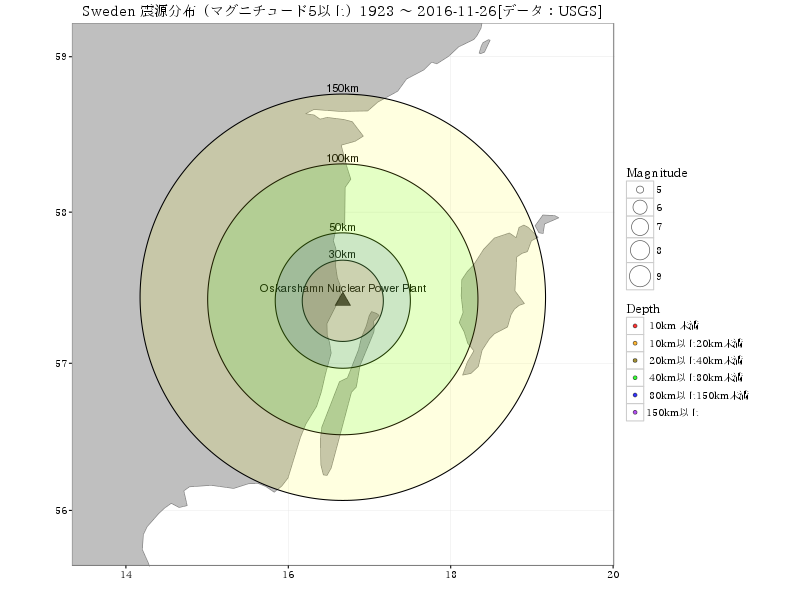 Sweden 震源分布（マグニチュード5以上）1923 ～ 2016-11-26[データ：USGS]
59
58
57
56
14
16
18
20
150km
100km
50km
30km
Oskarshamn Nuclear Power Plant
Magnitude
5
6
7
8
9
Depth
10km 未満
10km以上20km未満
20km以上40km未満
40km以上80km未満
80km以上150km未満
150km以上